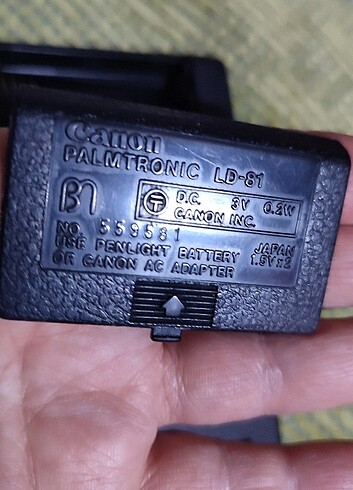 Canon
PALMTRONIC LD-81
D.C. 3V 0.2W
CANON INC.
NO. 559581
JAPAN
USE PENLIGHT BATTERY 1.5V×2
OR CANON AC ADAPTER